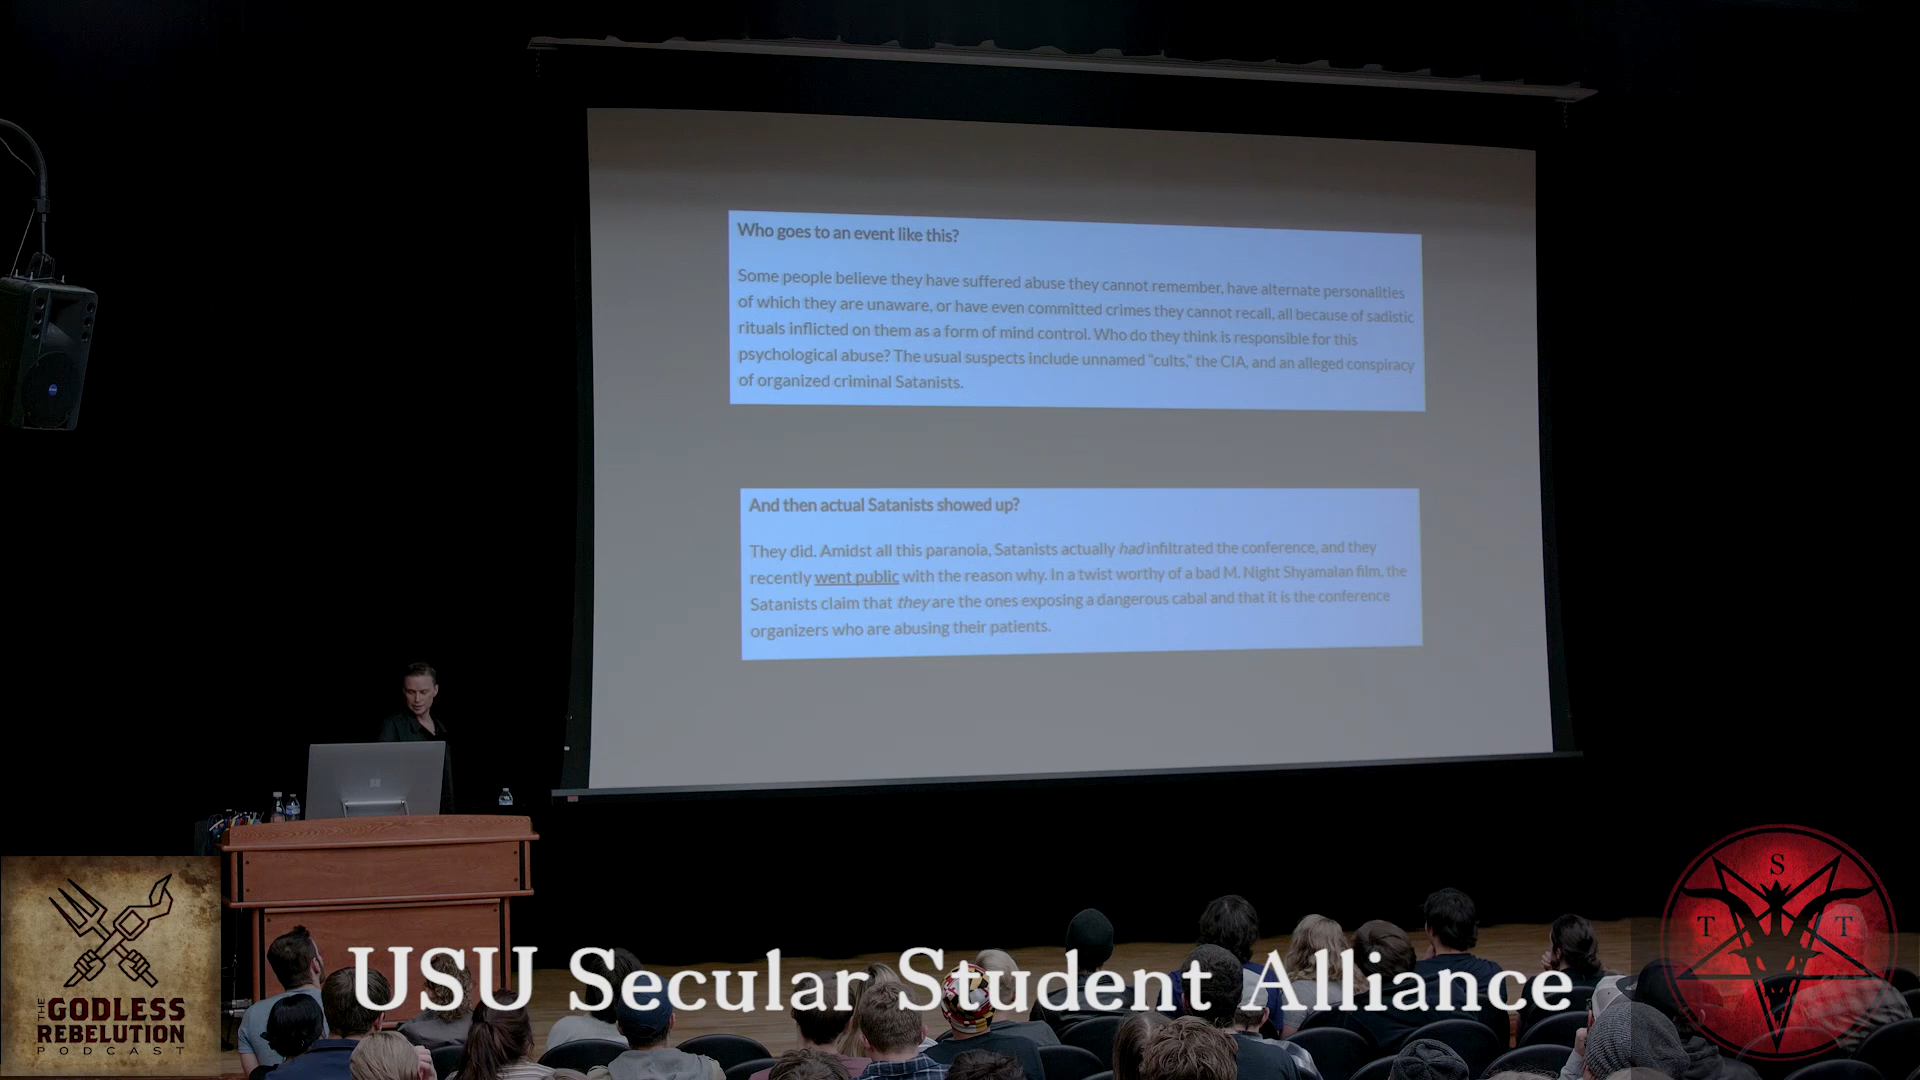 Who goes to an event like this?
Some people believe they have suffered abuse they cannot remember, have alternate personalities
of which they are unaware, or have even committed crimes they cannot recall, all because of sadistic
rituals inflicted on them as a form of mind control. Who do they think is responsible for this
psychological abuse? The usual suspects include unnamed "cults," the CIA, and an alleged conspiracy
of organized criminal Satanists.
And then actual Satanists showed up?
They did. Amidst all this paranoia, Satanists actually had infiltrated the conference, and they
recently went public with the reason why. In a twist worthy of a bad M. Night Shyamalan film, the
Satanists claim that they are the ones exposing a dangerous cabal and that it is the conference
organizers who are abusing their patients.
THE
GODLESS
REBELUTION
PODCAST
USU Secular Student Alliance
S
T T